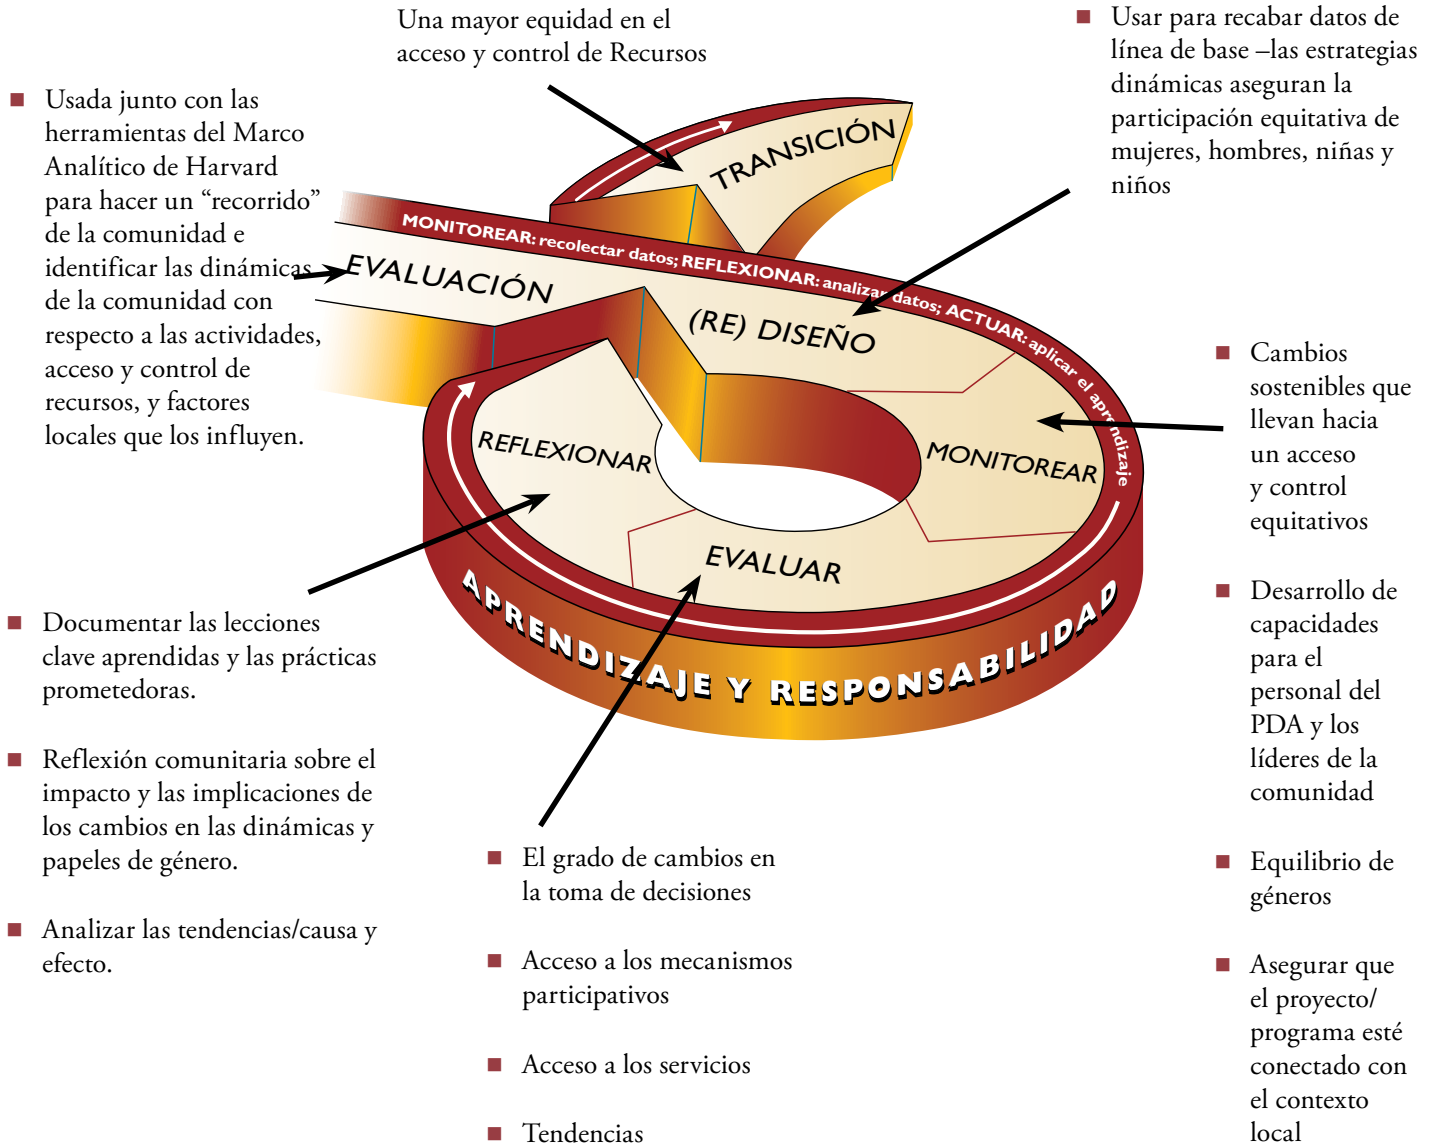 Una mayor equidad en el
acceso y control de Recursos
■ Usar para recabar datos de
línea de base –las estrategias
dinámicas aseguran la
participación equitativa de
mujeres, hombres, niñas y
niños
■ Usada junto con las
herramientas del Marco
Analítico de Harvard
para hacer un “recorrido”
de la comunidad e
identificar las dinámicas
de la comunidad con
respecto a las actividades,
acceso y control de
recursos, y factores
locales que los influyen.
TRANSICIÓN
MONITOREAR: recolectar datos; REFLEXIONAR: analizar datos; ACTUAR: aplicar el aprendizaje
EVALUACIÓN
(RE) DISEÑO
MONITOREAR
EVALUAR
REFLEXIONAR
APRENDIZAJE Y RESPONSABILIDAD
■ Cambios
sostenibles que
llevan hacia
un acceso
y control
equitativos
■ Desarrollo de
capacidades
para el
personal del
PDA y los
líderes de la
comunidad
■ Equilibrio de
géneros
■ Asegurar que
el proyecto/
programa esté
conectado con
el contexto
local
■ Documentar las lecciones
clave aprendidas y las prácticas
prometedoras.
■ Reflexión comunitaria sobre el
impacto y las implicaciones de
los cambios en las dinámicas y
papeles de género.
■ Analizar las tendencias/causa y
efecto.
■ El grado de cambios en
la toma de decisiones
■ Acceso a los mecanismos
participativos
■ Acceso a los servicios
■ Tendencias